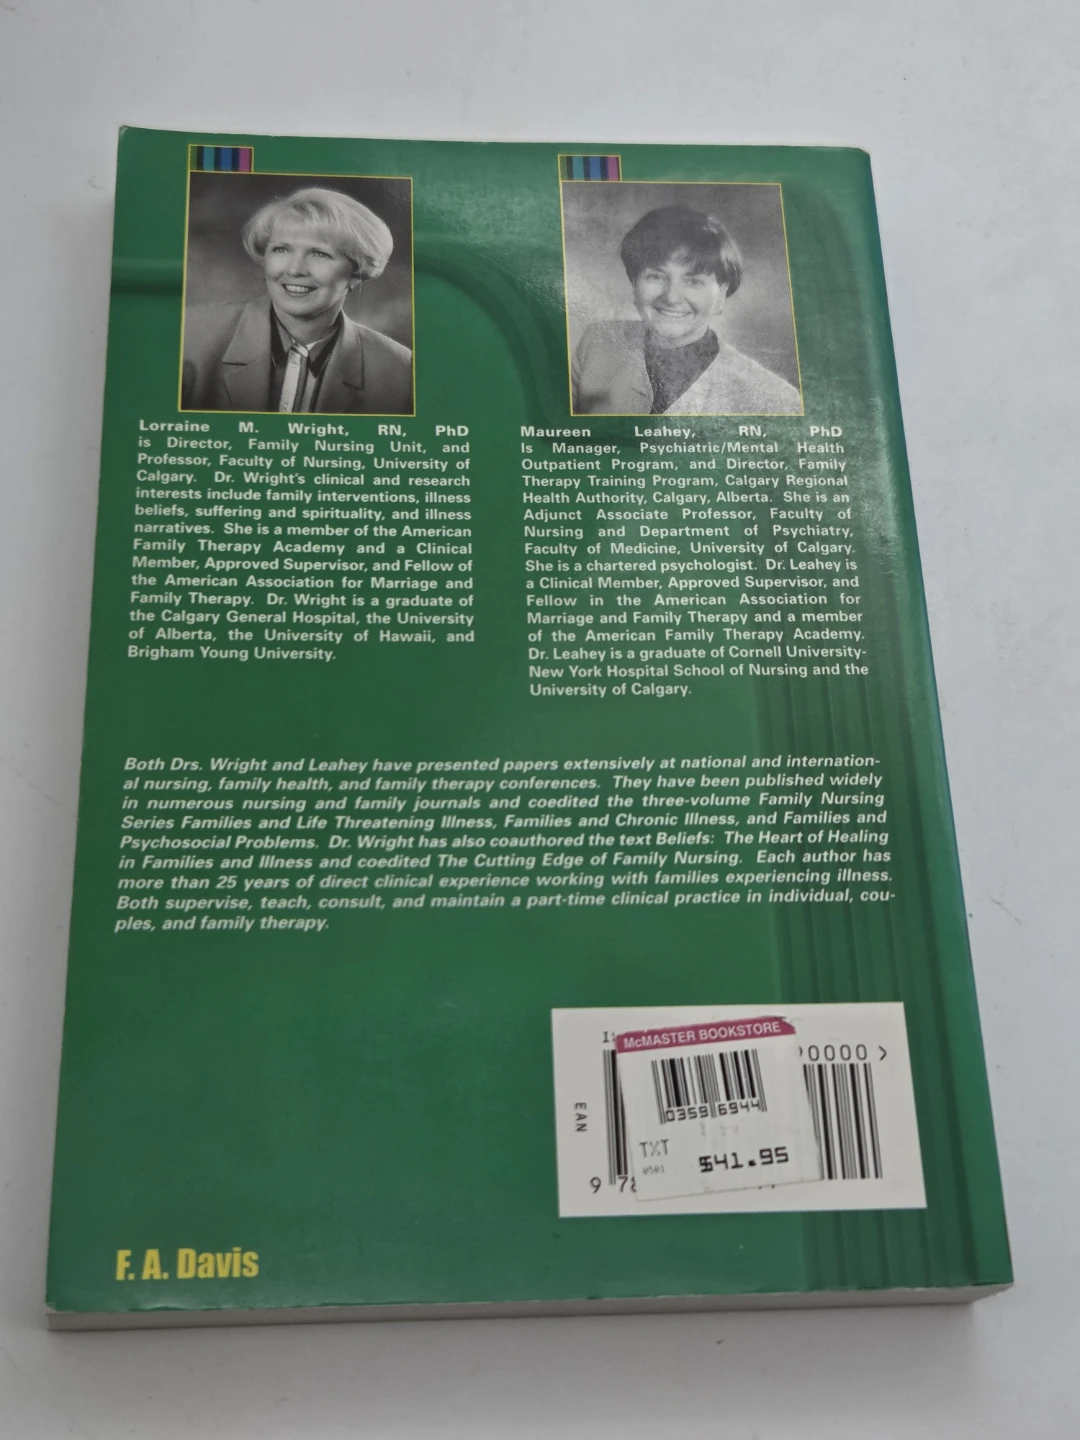 Lorraine M. Wright, RN, PhD
is Director, Family Nursing Unit, and
Professor, Faculty of Nursing, University of
Calgary. Dr. Wright's clinical and research
interests include family interventions, illness
beliefs, suffering and spirituality, and illness
narratives. She is a member of the American
Family Therapy Academy and a Clinical
Member, Approved Supervisor, and Fellow of
the American Association for Marriage and
Family Therapy. Dr. Wright is a graduate of
the Calgary General Hospital, the University
of Alberta, the University of Hawaii, and
Brigham Young University.
Maureen Leahey, RN, PhD
Is Manager, Psychiatric/Mental Health
Outpatient Program, and Director, Family
Therapy Training Program, Calgary Regional
Health Authority, Calgary, Alberta. She is an
Adjunct Associate Professor, Faculty of
Nursing and Department of Psychiatry,
Faculty of Medicine, University of Calgary.
She is a chartered psychologist. Dr. Leahey is
a Clinical Member, Approved Supervisor, and
Fellow in the American Association for
Marriage and Family Therapy and a member
of the American Family Therapy Academy.
Dr. Leahey is a graduate of Cornell University-
New York Hospital School of Nursing and the
University of Calgary.
Both Drs. Wright and Leahey have presented papers extensively at national and internation-
al nursing, family health, and family therapy conferences. They have been published widely
in numerous nursing and family journals and coedited the three-volume Family Nursing
Series Families and Life Threatening Illness, Families and Chronic Illness, and Families and
Psychosocial Problems. Dr. Wright has also coauthored the text Beliefs: The Heart of Healing
in Families and Illness and coedited The Cutting Edge of Family Nursing. Each author has
more than 25 years of direct clinical experience working with families experiencing illness.
Both supervise, teach, consult, and maintain a part-time clinical practice in individual, cou-
ples, and family therapy.
McMASTER BOOKSTORE
0000 >
EAN
03596944
TXT
$41.95
0501
9 78
F. A. Davis